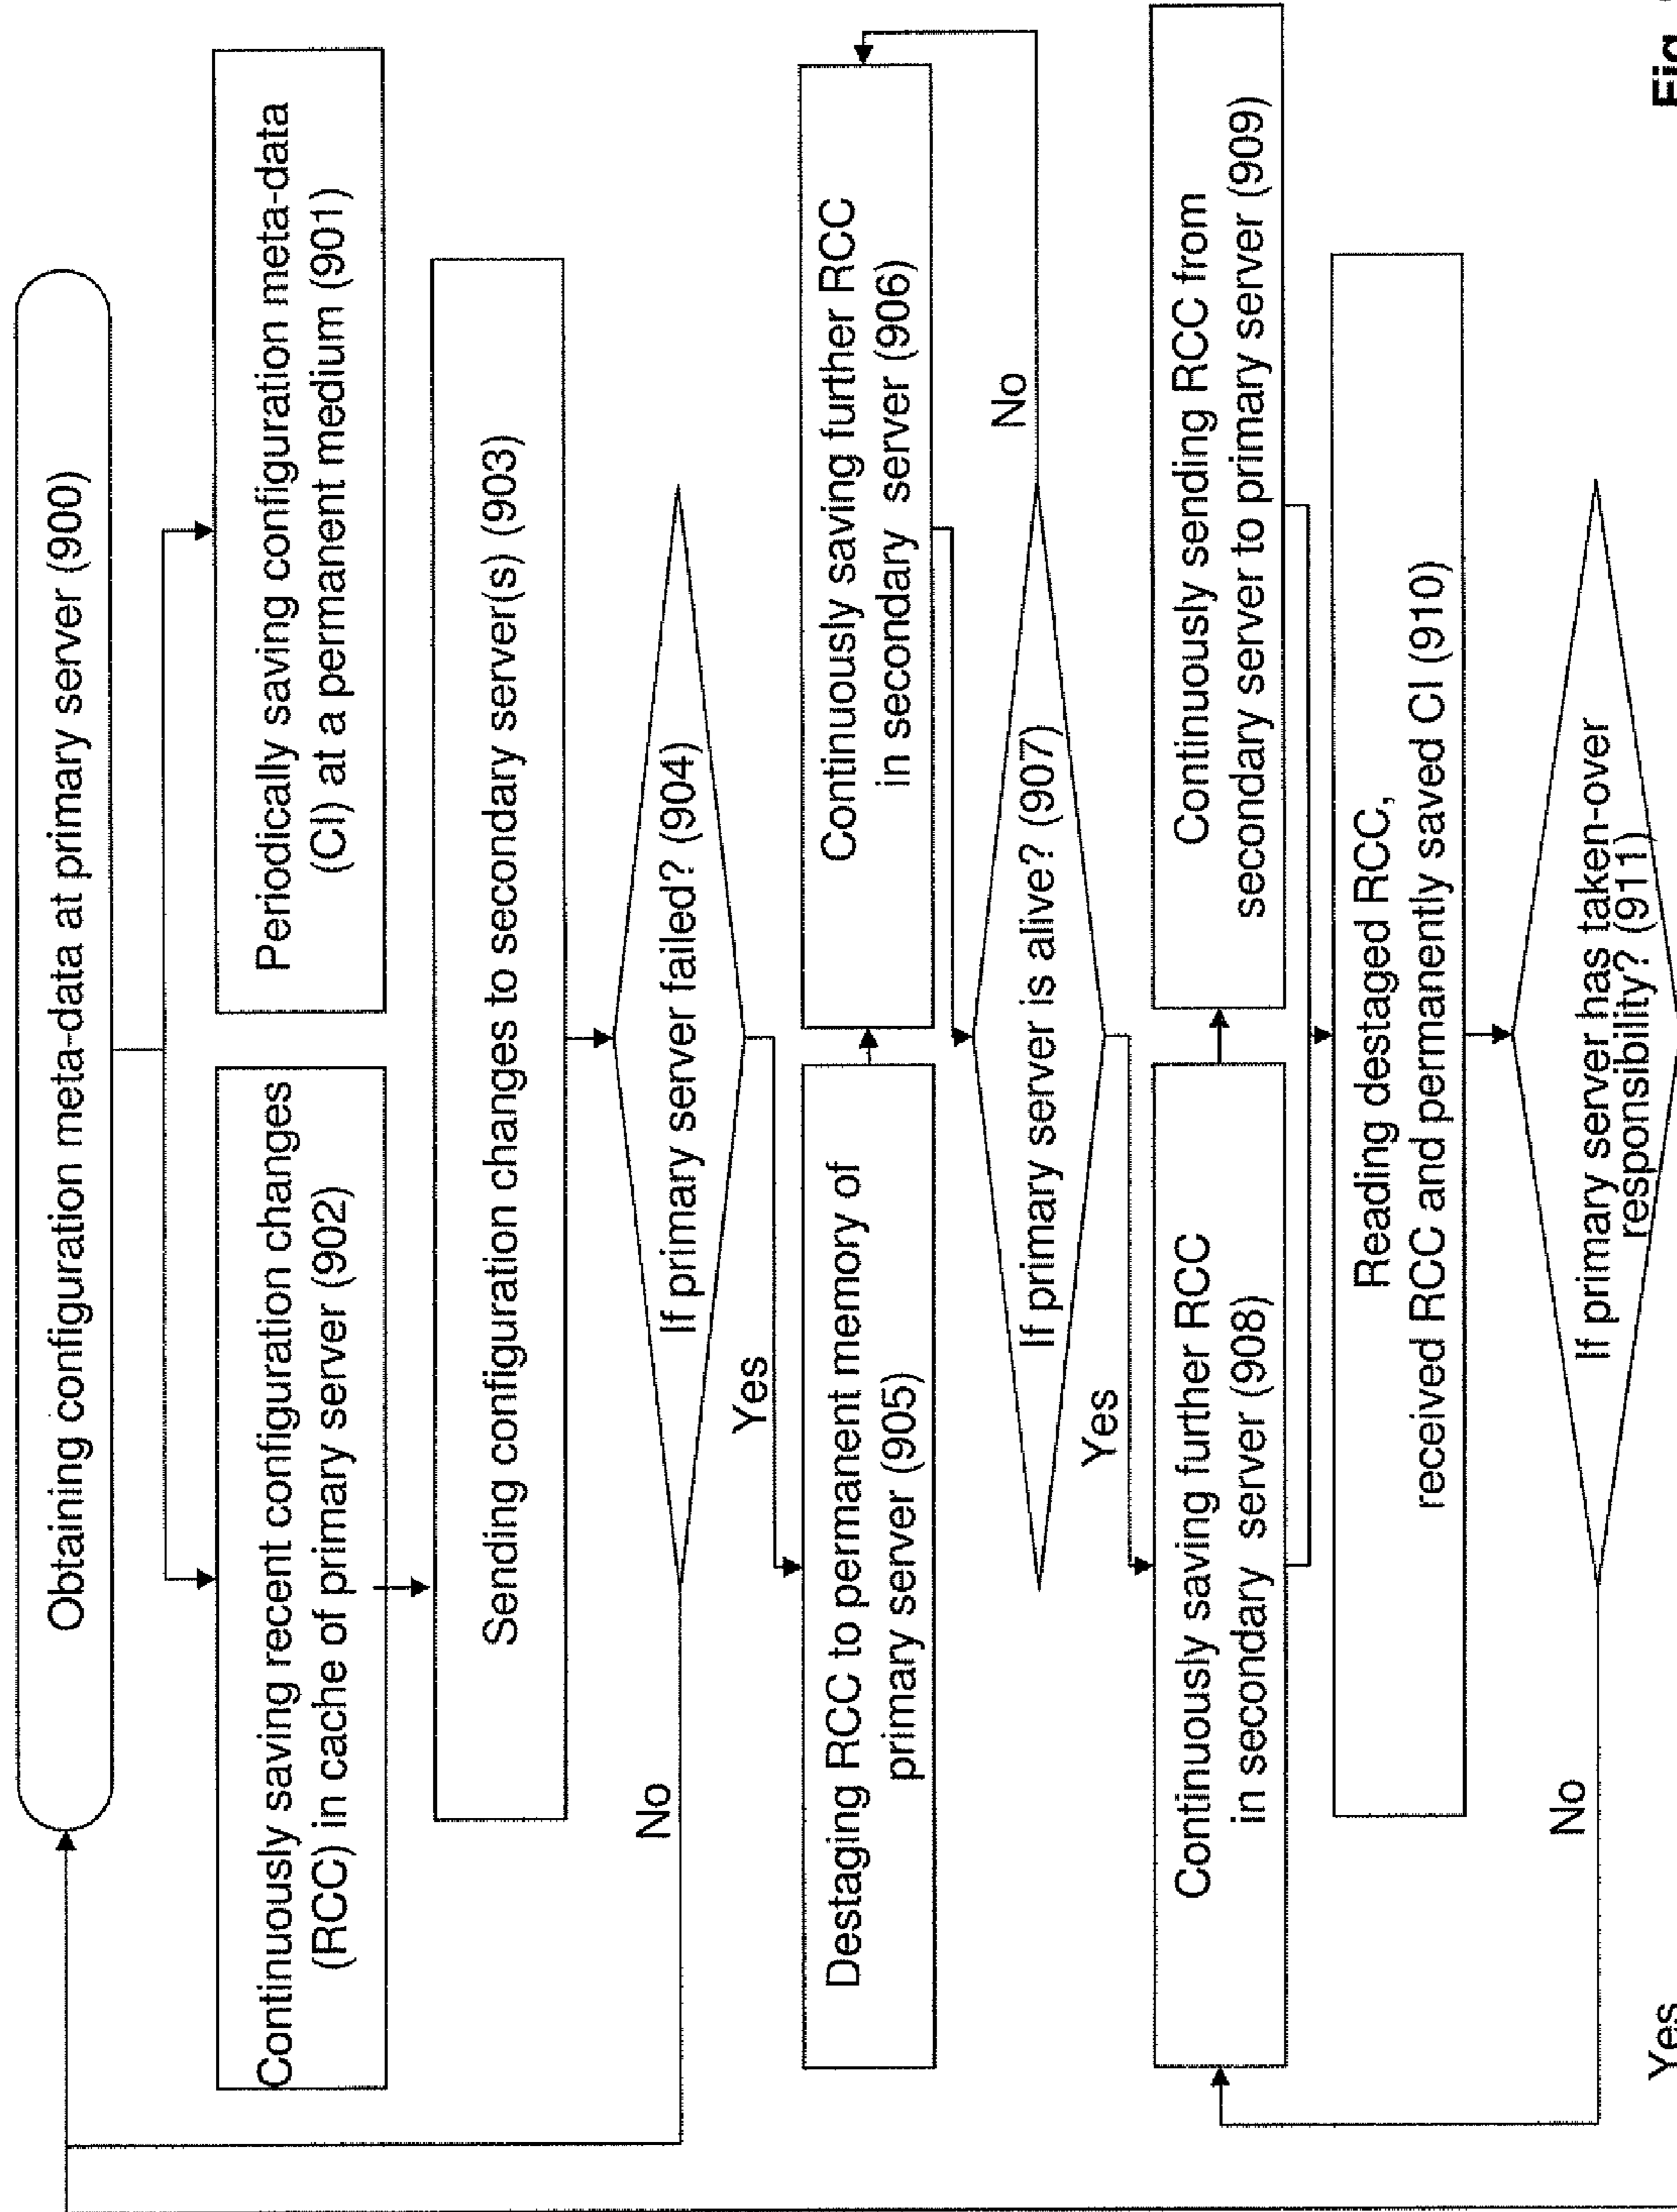 Obtaining configuration meta-data at primary server (900)
Continuously saving recent configuration changes
(RCC) in cache of primary server (902)
Periodically saving configuration meta-data
(CI) at a permanent medium (901)
Sending configuration changes to secondary server(s) (903)
If primary server failed? (904)
No
Yes
Destaging RCC to permanent memory of
primary server (905)
Continuously saving further RCC
in secondary server (906)
If primary server is alive? (907)
No
Yes
Continuously saving further RCC
in secondary server (908)
Continuously sending RCC from
secondary server to primary server (909)
Reading destaged RCC,
received RCC and permanently saved CI (910)
If primary server has taken-over
responsibility? (911)
No
Yes
Fig